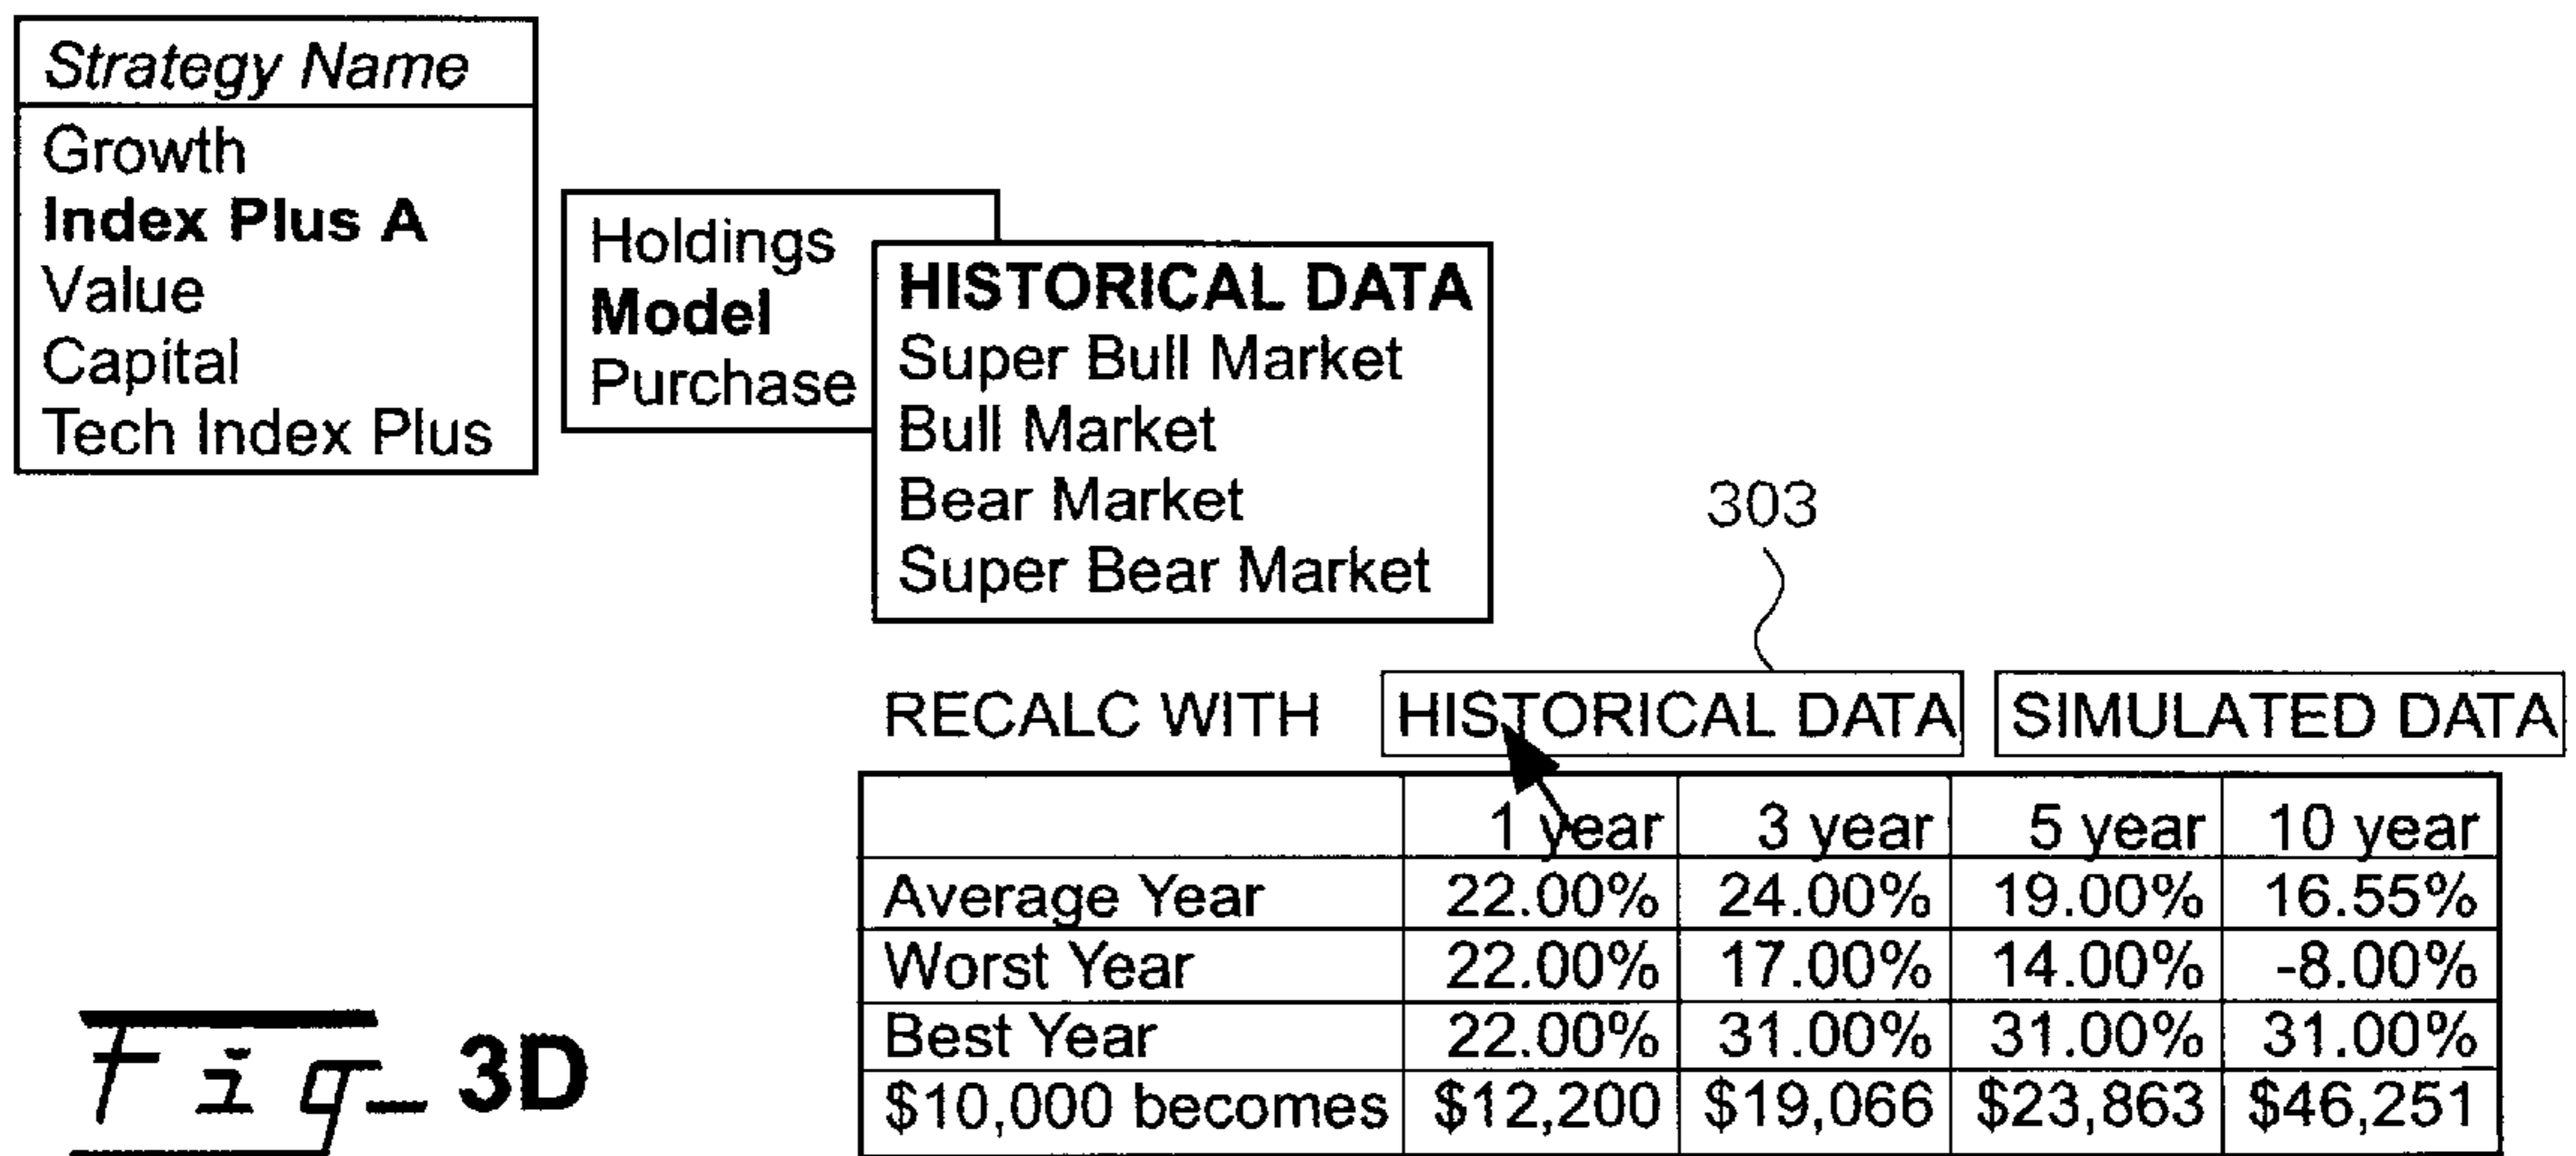 Strategy Name
Growth
Index Plus A
Value
Capital
Tech Index Plus
Holdings
Model
Purchase
HISTORICAL DATA
Super Bull Market
Bull Market
Bear Market
Super Bear Market
303
RECALC WITH HISTORICAL DATA SIMULATED DATA
1 year 3 year 5 year 10 year
Average Year 22.00% 24.00% 19.00% 16.55%
Worst Year 22.00% 17.00% 14.00% -8.00%
Best Year 22.00% 31.00% 31.00% 31.00%
$10,000 becomes $12,200 $19,066 $23,863 $46,251
Fig_ 3D